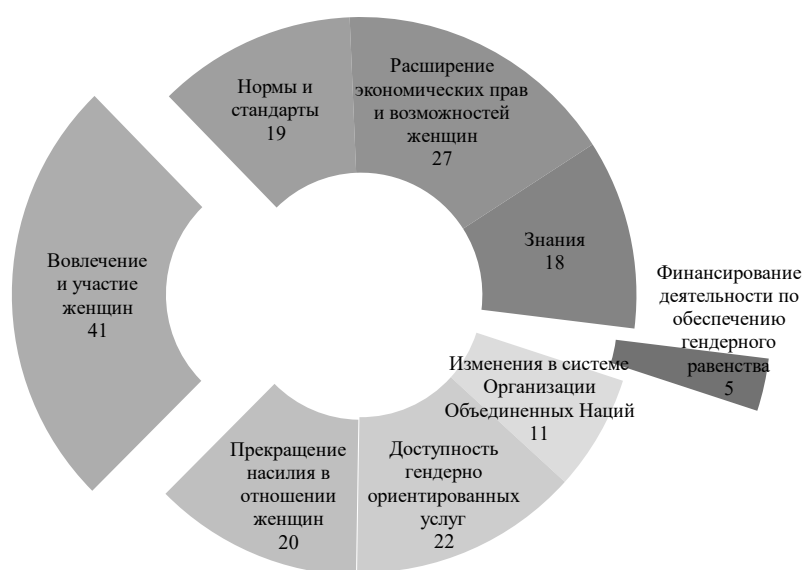 Нормы и
стандарты
19
Расширение
экономических прав
и возможностей
женщин
27
Знания
18
Финансирование
деятельности по
обеспечению
гендерного
равенства
5
Изменения в системе
Организации
Объединенных Наций
11
Доступность
гендерно
ориентированных
услуг
22
Прекращение
насилия в
отношении
женщин
20
Вовлечение
и участие
женщин
41